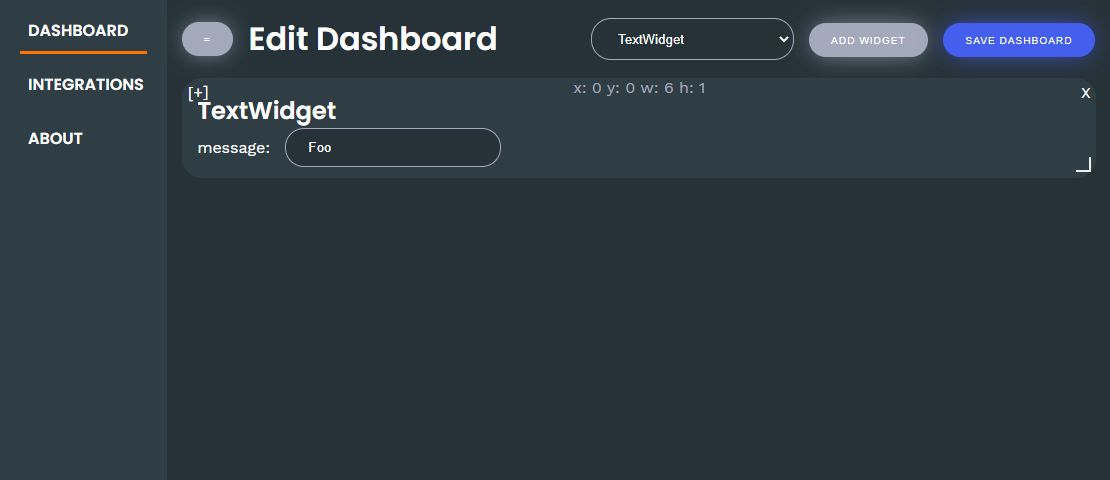 DASHBOARD
INTEGRATIONS
ABOUT
=
Edit Dashboard
TextWidget
ADD WIDGET
SAVE DASHBOARD
[+]
x: 0 y: 0 w: 6 h: 1
X
TextWidget
message:
Foo